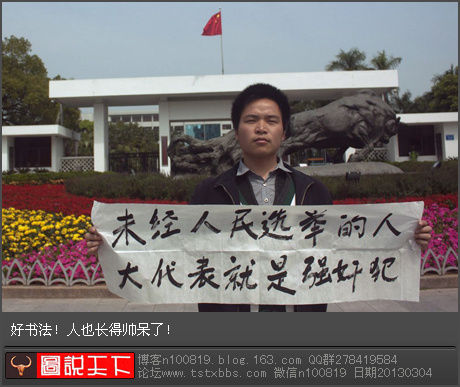 未经人民选举的人
大代表就是强奸犯
好书法！人也长得帅呆了！
圖說天下
博客n100819.blog.163.com QQ群278419584
论坛www.tstxbbs.com 微信n100819 日期20130304